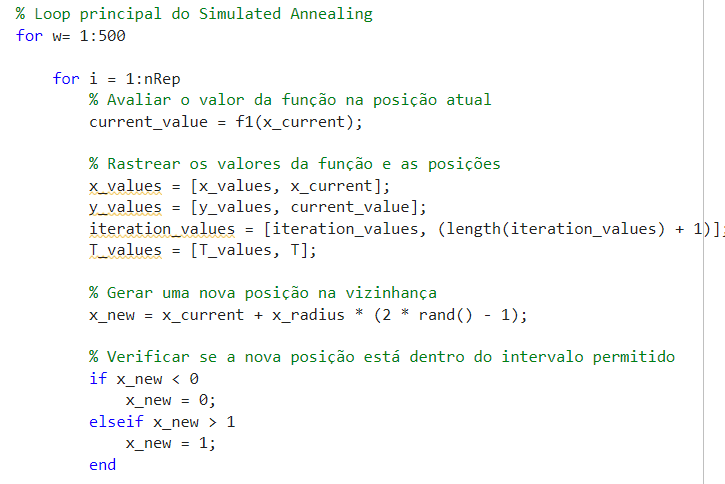 % Loop principal do Simulated Annealing
for w= 1:500
for i = 1:nRep
% Avaliar o valor da função na posição atual
current_value = f1(x_current);
% Rastrear os valores da função e as posições
x_values = [x_values, x_current];
y_values = [y_values, current_value];
iteration_values = [iteration_values, (length(iteration_values) + 1)];
T_values = [T_values, T];
% Gerar uma nova posição na vizinhança
x_new = x_current + x_radius * (2 * rand() - 1);
% Verificar se a nova posição está dentro do intervalo permitido
if x_new < 0
x_new = 0;
elseif x_new > 1
x_new = 1;
end